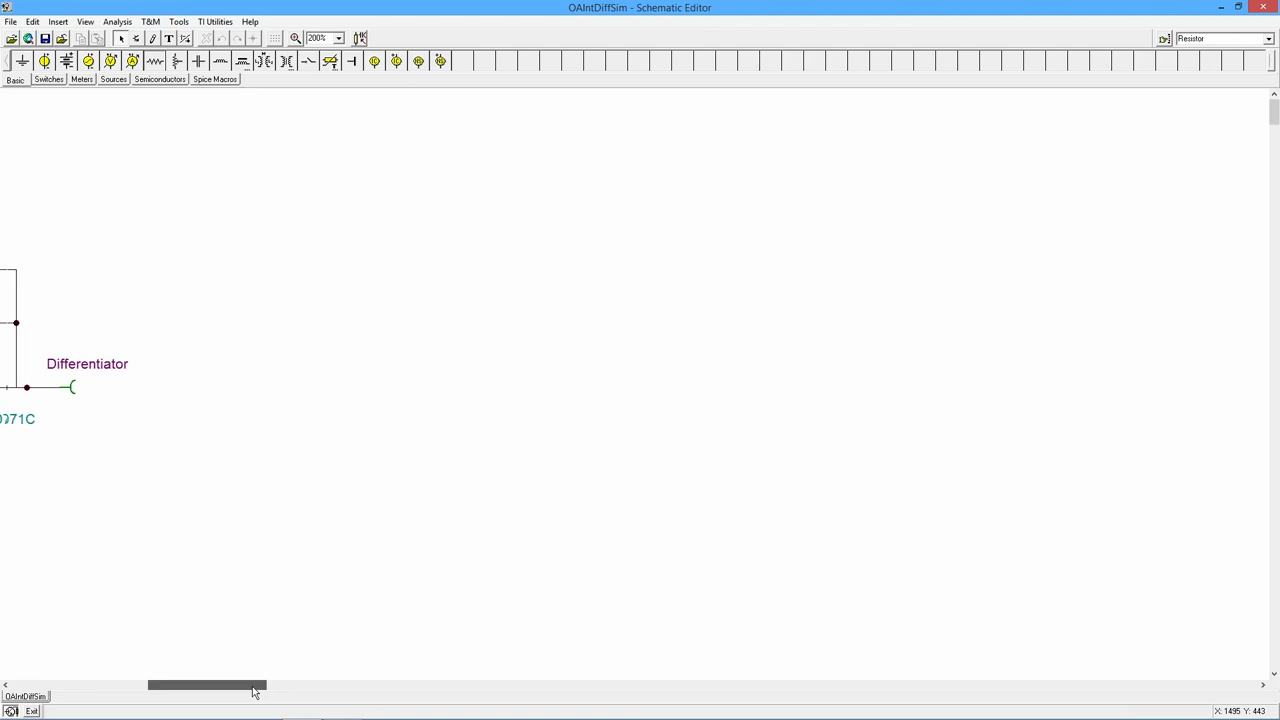 OAIntDiffSim - Schematic Editor
File Edit Insert View Analysis T&M Tools TI Utilities Help
200% Resistor
Basic Switches Meters Sources Semiconductors Spice Macros
Differentiator
071C
OAIntDiffSim
Exit X: 1495 Y: 443